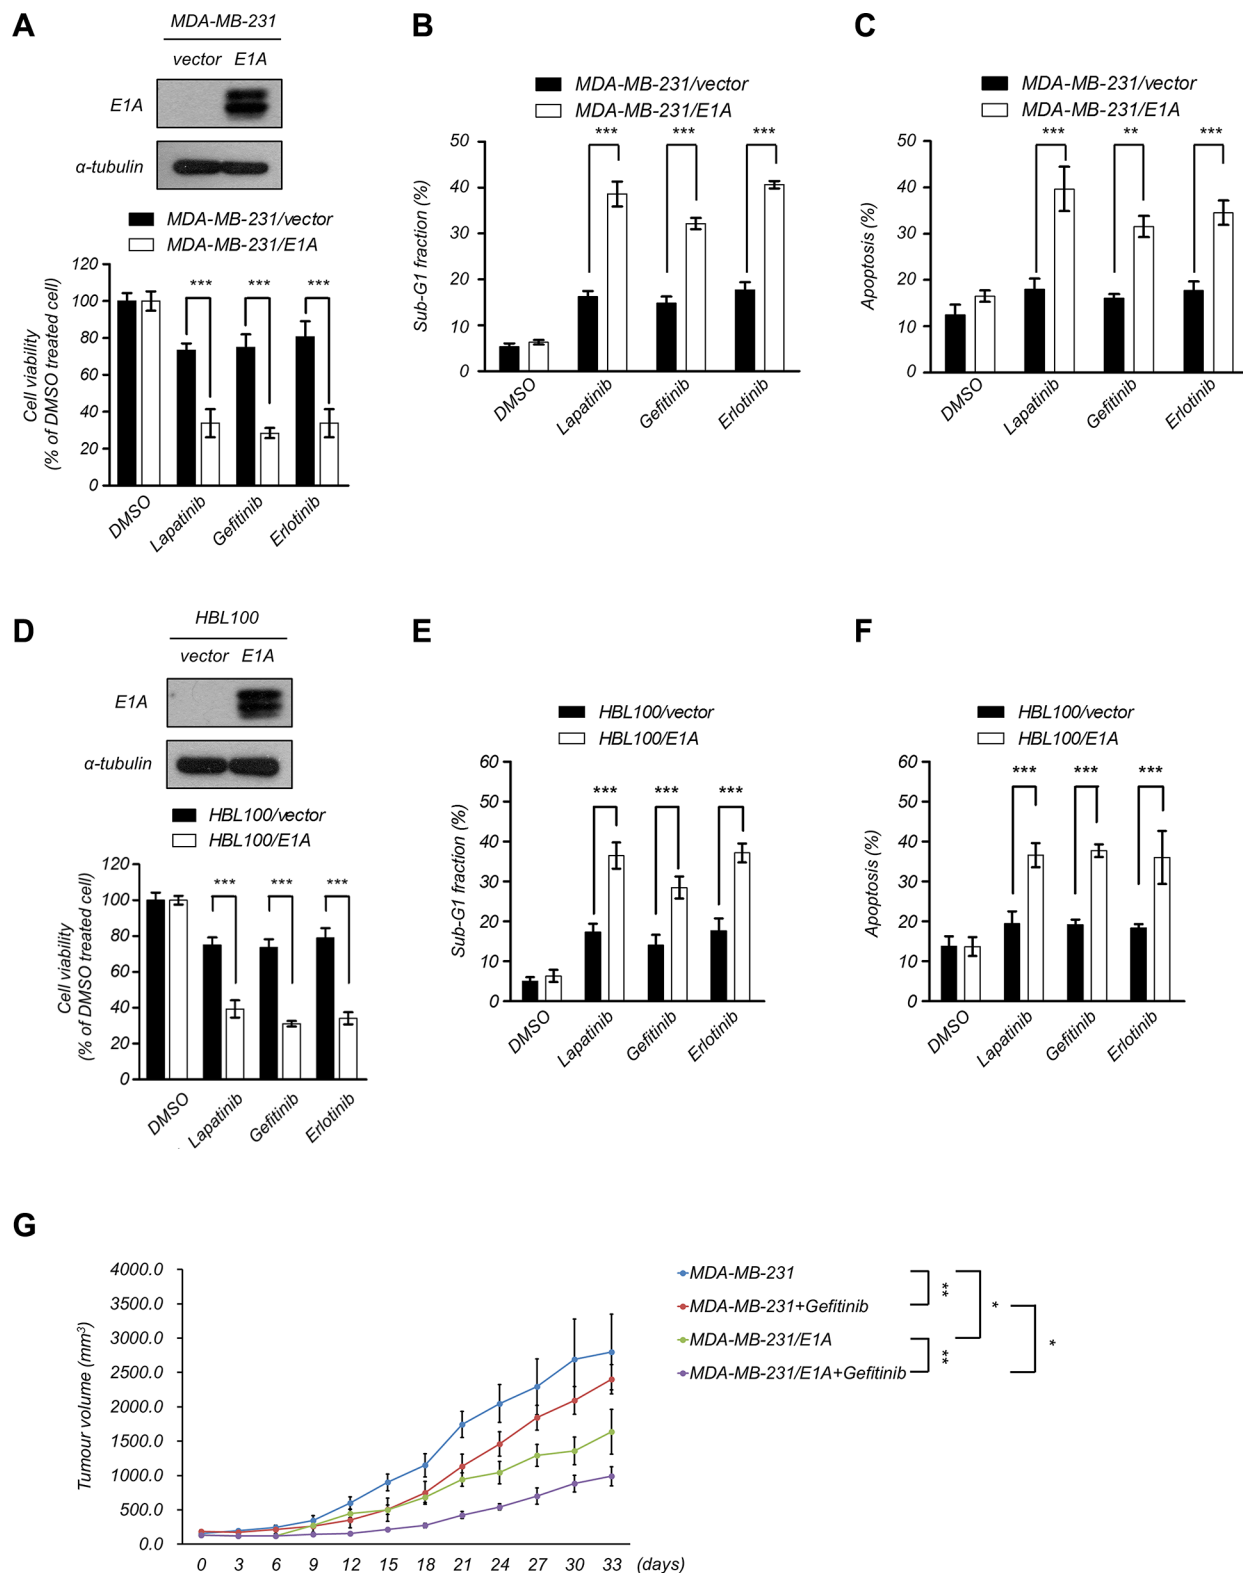 A
MDA-MB-231
vector E1A
E1A
α-tubulin
MDA-MB-231/vector
MDA-MB-231/E1A
Cell viability
(% of DMSO treated cell)
120
100
80
60
40
20
0
*** *** ***
DMSO Lapatinib Gefitinib Erlotinib
B
MDA-MB-231/vector
MDA-MB-231/E1A
Sub-G1 fraction (%)
50
40
30
20
10
0
*** *** ***
DMSO Lapatinib Gefitinib Erlotinib
C
MDA-MB-231/vector
MDA-MB-231/E1A
Apoptosis (%)
50
40
30
20
10
0
*** ** ***
DMSO Lapatinib Gefitinib Erlotinib
D
HBL100
vector E1A
E1A
α-tubulin
HBL100/vector
HBL100/E1A
Cell viability
(% of DMSO treated cell)
120
100
80
60
40
20
0
*** *** ***
DMSO Lapatinib Gefitinib Erlotinib
E
HBL100/vector
HBL100/E1A
Sub-G1 fraction (%)
60
50
40
30
20
10
0
*** *** ***
DMSO Lapatinib Gefitinib Erlotinib
F
HBL100/vector
HBL100/E1A
Apoptosis (%)
60
50
40
30
20
10
0
*** *** ***
DMSO Lapatinib Gefitinib Erlotinib
G
Tumour volume (mm³)
4000.0
3500.0
3000.0
2500.0
2000.0
1500.0
1000.0
500.0
0.0
0 3 6 9 12 15 18 21 24 27 30 33 (days)
MDA-MB-231
MDA-MB-231+Gefitinib
MDA-MB-231/E1A
MDA-MB-231/E1A+Gefitinib
**
**
*
*